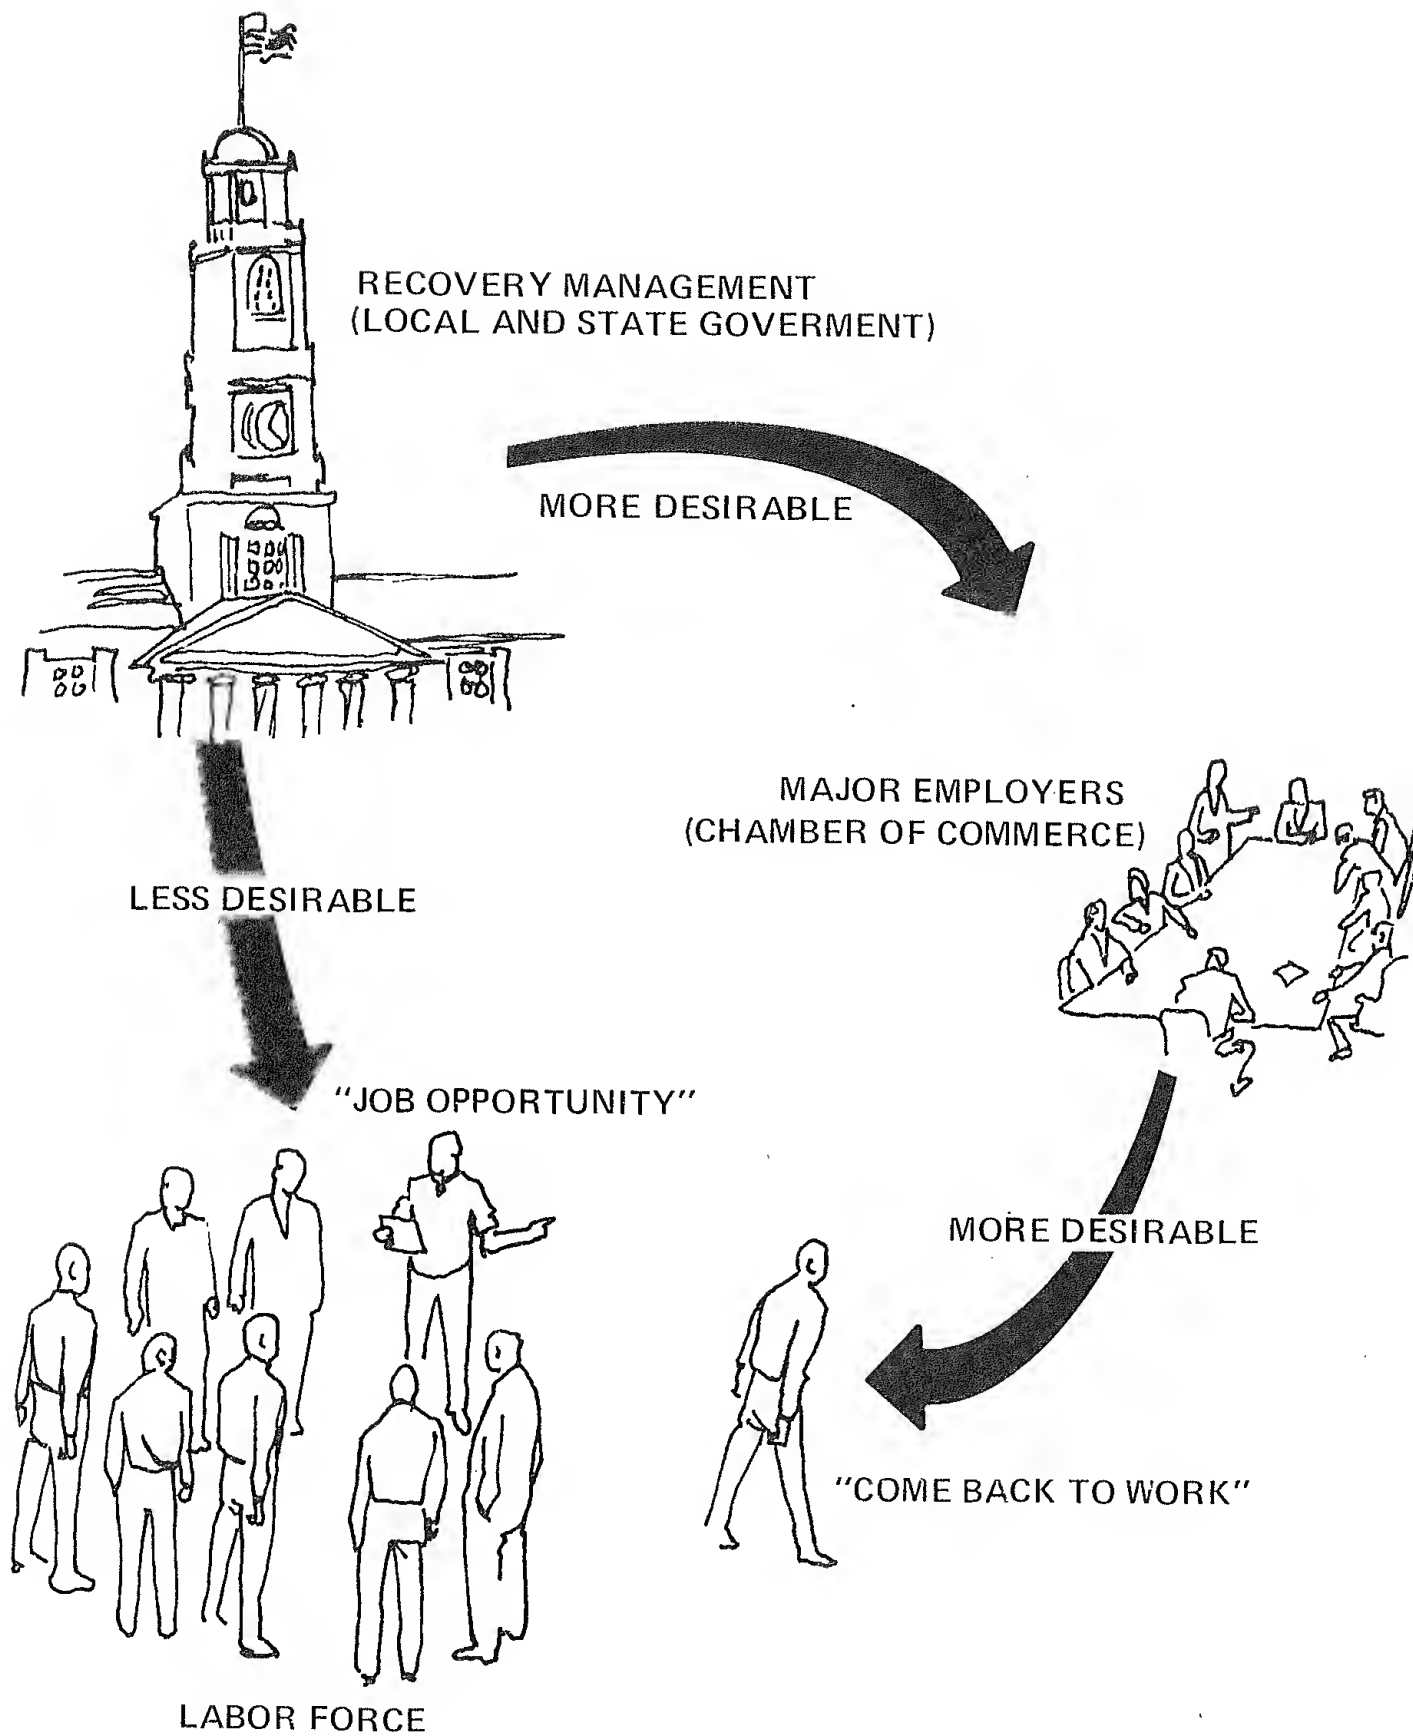 RECOVERY MANAGEMENT
(LOCAL AND STATE GOVERMENT)
MORE DESIRABLE
MAJOR EMPLOYERS
(CHAMBER OF COMMERCE)
LESS DESIRABLE
"JOB OPPORTUNITY"
MORE DESIRABLE
"COME BACK TO WORK"
LABOR FORCE